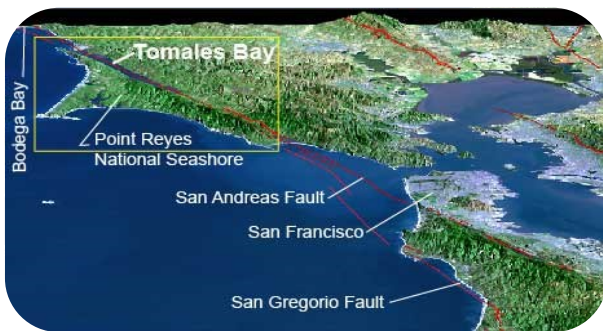 Tomales Bay
Bodega Bay
Point Reyes
National Seashore
San Andreas Fault
San Francisco
San Gregorio Fault